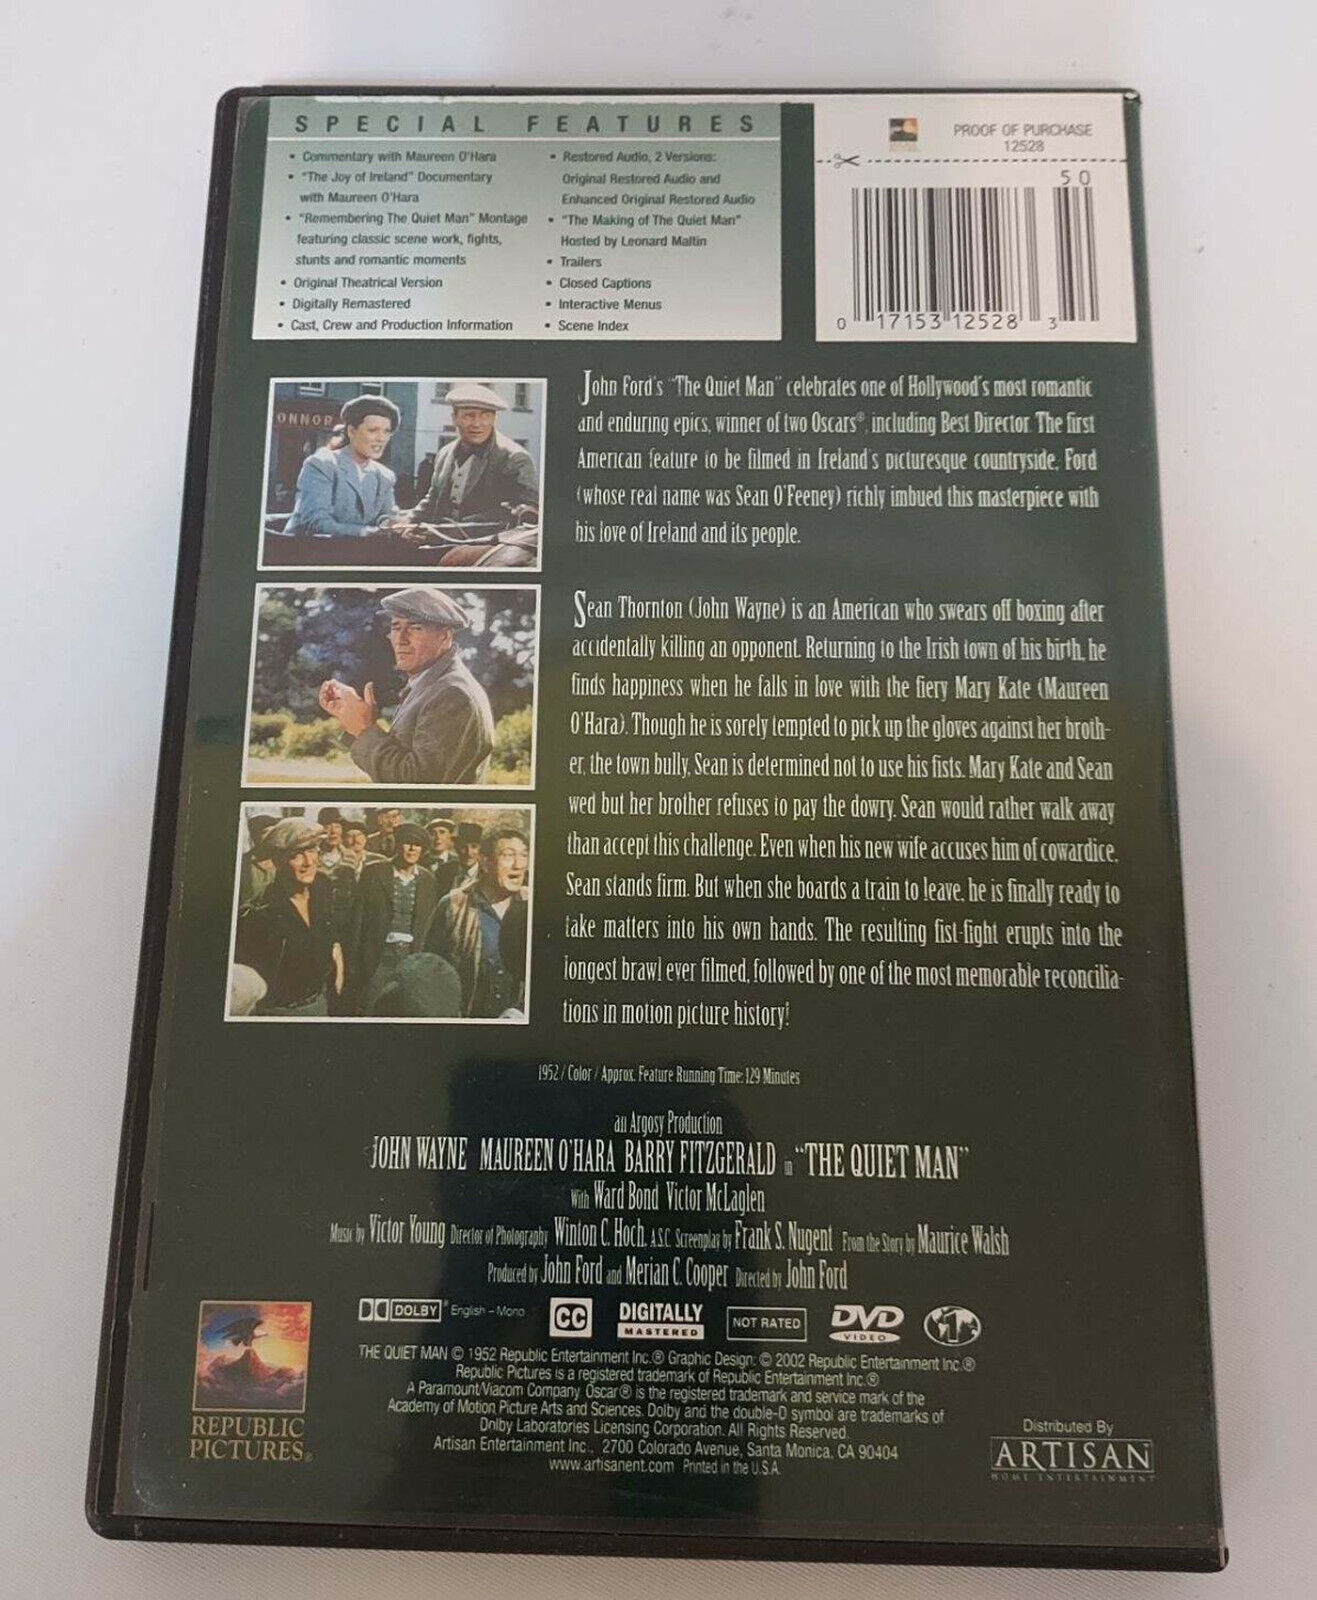 SPECIAL FEATURES
• Commentary with Maureen O'Hara
• "The Joy of Ireland" Documentary
with Maureen O'Hara
• "Remembering The Quiet Man" Montage
featuring classic scene work, fights,
stunts and romantic moments
• Original Theatrical Version
• Digitally Remastered
• Cast, Crew and Production Information
• Restored Audio, 2 Versions:
Original Restored Audio and
Enhanced Original Restored Audio
• "The Making of The Quiet Man"
Hosted by Leonard Maltin
• Trailers
• Closed Captions
• Interactive Menus
• Scene Index
PROOF OF PURCHASE
12528
50
0 17153 12528 3
ONNOR
John Ford's "The Quiet Man" celebrates one of Hollywood's most romantic
and enduring epics, winner of two Oscars®, including Best Director. The first
American feature to be filmed in Ireland's picturesque countryside, Ford
(whose real name was Sean O'Feeney) richly imbued this masterpiece with
his love of Ireland and its people.
Sean Thornton (John Wayne) is an American who swears off boxing after
accidentally killing an opponent. Returning to the Irish town of his birth, he
finds happiness when he falls in love with the fiery Mary Kate (Maureen
O'Hara). Though he is sorely tempted to pick up the gloves against her broth-
er, the town bully, Sean is determined not to use his fists. Mary Kate and Sean
wed but her brother refuses to pay the dowry. Sean would rather walk away
than accept this challenge. Even when his new wife accuses him of cowardice,
Sean stands firm. But when she boards a train to leave, he is finally ready to
take matters into his own hands. The resulting fist-fight erupts into the
longest brawl ever filmed, followed by one of the most memorable reconcilia-
tions in motion picture history!
1952 / Color / Approx. Feature Running Time: 129 Minutes
an Argosy Production
JOHN WAYNE MAUREEN O'HARA BARRY FITZGERALD in "THE QUIET MAN"
With Ward Bond Victor McLaglen
Music by Victor Young Director of Photography Winton C. Hoch, A.S.C. Screenplay by Frank S. Nugent From the Story by Maurice Walsh
Produced by John Ford and Merian C. Cooper Directed by John Ford
DOLBY® English - Mono
CC
DIGITALLY
MASTERED
NOT RATED
DVD
VIDEO
1
THE QUIET MAN © 1952 Republic Entertainment Inc.® Graphic Design: © 2002 Republic Entertainment Inc.®
Republic Pictures is a registered trademark of Republic Entertainment Inc.®
A Paramount/Viacom Company. Oscar® is the registered trademark and service mark of the
Academy of Motion Picture Arts and Sciences. Dolby and the double-D symbol are trademarks of
Dolby Laboratories Licensing Corporation. All Rights Reserved.
Artisan Entertainment Inc., 2700 Colorado Avenue, Santa Monica, CA 90404
www.artisanent.com Printed in the U.S.A.
REPUBLIC
PICTURES®
Distributed By
ARTISAN
HOME ENTERTAINMENT